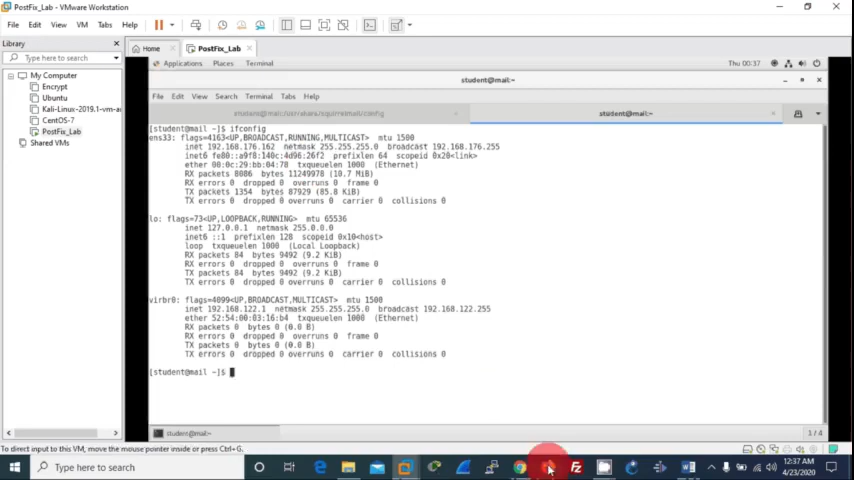 PostFix_Lab - VMware Workstation
File Edit View VM Tabs Help
Library
Type here to search
My Computer
Encrypt
Ubuntu
Kali-Linux-2019.1-vm-a
CentOS-7
PostFix_Lab
Shared VMs
Home
PostFix_Lab
Applications Places Terminal
Thu 00:37
student@mail:~
File Edit View Search Terminal Tabs Help
student@mail:/usr/share/squirrelmail/config
student@mail:~
[student@mail ~]$ ifconfig
ens33: flags=4163<UP,BROADCAST,RUNNING,MULTICAST> mtu 1500
inet 192.168.176.162 netmask 255.255.255.0 broadcast 192.168.176.255
inet6 fe80::a9f8:140c:4d96:26f2 prefixlen 64 scopeid 0x20<link>
ether 00:0c:29:bb:04:78 txqueuelen 1000 (Ethernet)
RX packets 8086 bytes 11249978 (10.7 MiB)
RX errors 0 dropped 0 overruns 0 frame 0
TX packets 1354 bytes 87929 (85.8 KiB)
TX errors 0 dropped 0 overruns 0 carrier 0 collisions 0
lo: flags=73<UP,LOOPBACK,RUNNING> mtu 65536
inet 127.0.0.1 netmask 255.0.0.0
inet6 ::1 prefixlen 128 scopeid 0x10<host>
loop txqueuelen 1000 (Local Loopback)
RX packets 84 bytes 9492 (9.2 KiB)
RX errors 0 dropped 0 overruns 0 frame 0
TX packets 84 bytes 9492 (9.2 KiB)
TX errors 0 dropped 0 overruns 0 carrier 0 collisions 0
virbr0: flags=4099<UP,BROADCAST,MULTICAST> mtu 1500
inet 192.168.122.1 netmask 255.255.255.0 broadcast 192.168.122.255
ether 52:54:00:03:16:b4 txqueuelen 1000 (Ethernet)
RX packets 0 bytes 0 (0.0 B)
RX errors 0 dropped 0 overruns 0 frame 0
TX packets 0 bytes 0 (0.0 B)
TX errors 0 dropped 0 overruns 0 carrier 0 collisions 0
[student@mail ~]$
student@mail:~
1 / 4
To direct input to this VM, move the mouse pointer inside or press Ctrl+G.
Type here to search
12:37 AM
4/23/2020